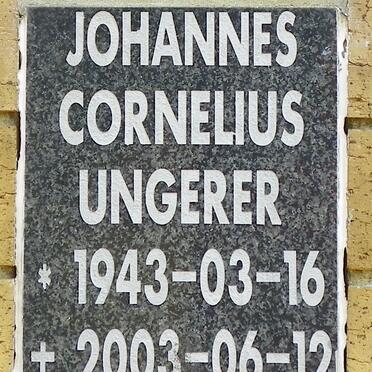 JOHANNES
CORNELIUS
UNGERER
* 1943-03-16
+ 2003-06-12